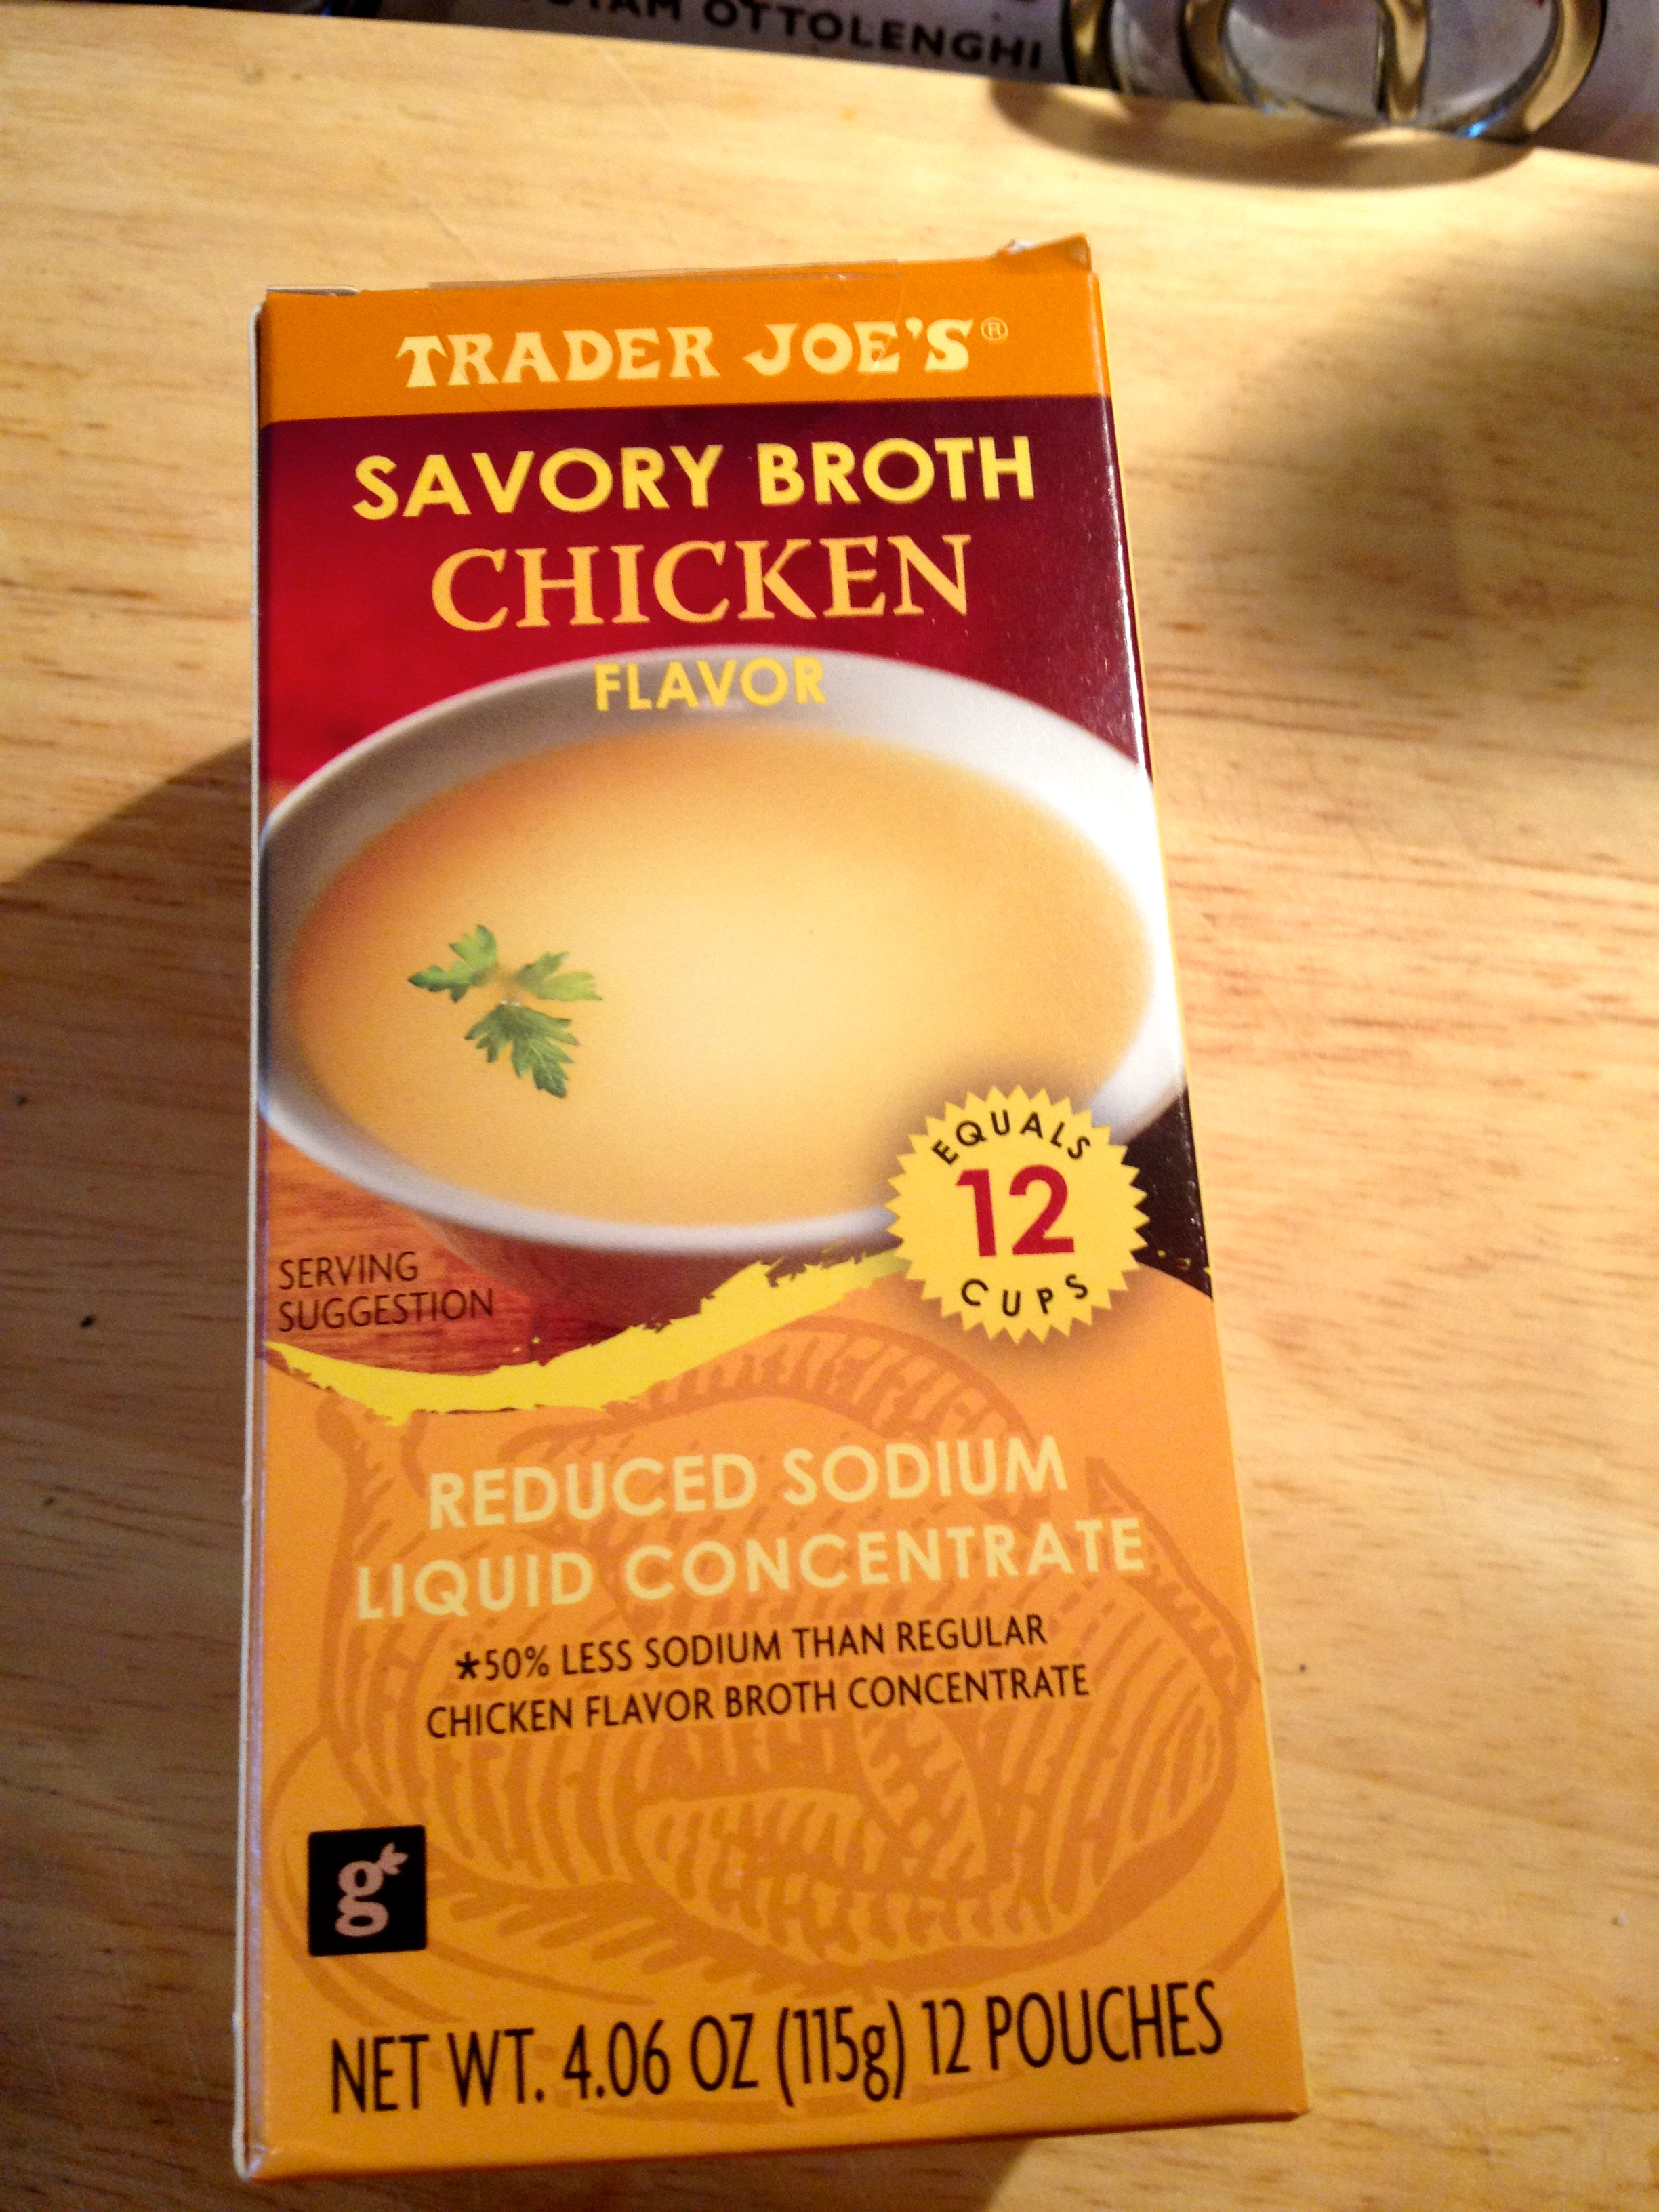 OTTOLENGHI
TRADER JOE'S®
SAVORY BROTH
CHICKEN
FLAVOR
EQUALS
12
CUPS
SERVING
SUGGESTION
REDUCED SODIUM
LIQUID CONCENTRATE
*50% LESS SODIUM THAN REGULAR
CHICKEN FLAVOR BROTH CONCENTRATE
g
NET WT. 4.06 OZ (115g) 12 POUCHES